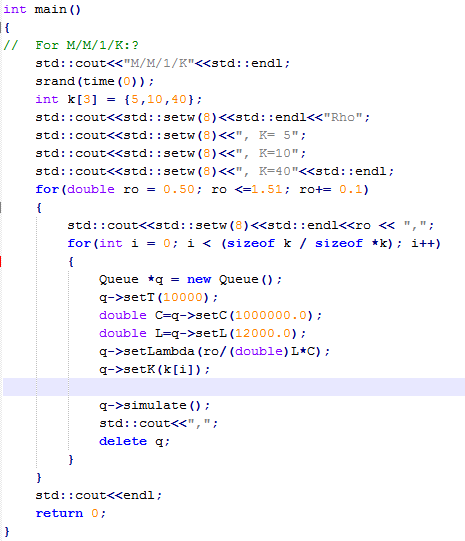 int main()
{
//  For M/M/1/K:?
    std::cout<<"M/M/1/K"<<std::endl;
    srand(time(0));
    int k[3] = {5,10,40};
    std::cout<<std::setw(8)<<std::endl<<"Rho";
    std::cout<<std::setw(8)<<", K= 5";
    std::cout<<std::setw(8)<<", K=10";
    std::cout<<std::setw(8)<<", K=40"<<std::endl;
    for(double ro = 0.50; ro <=1.51; ro+= 0.1)
    {
        std::cout<<std::setw(8)<<std::endl<<ro << ",";
        for(int i = 0; i < (sizeof k / sizeof *k); i++)
        {
            Queue *q = new Queue();
            q->setT(10000);
            double C=q->setC(1000000.0);
            double L=q->setL(12000.0);
            q->setLambda(ro/(double)L*C);
            q->setK(k[i]);

            q->simulate();
            std::cout<<",";
            delete q;
        }
    }
    std::cout<<endl;
    return 0;
}